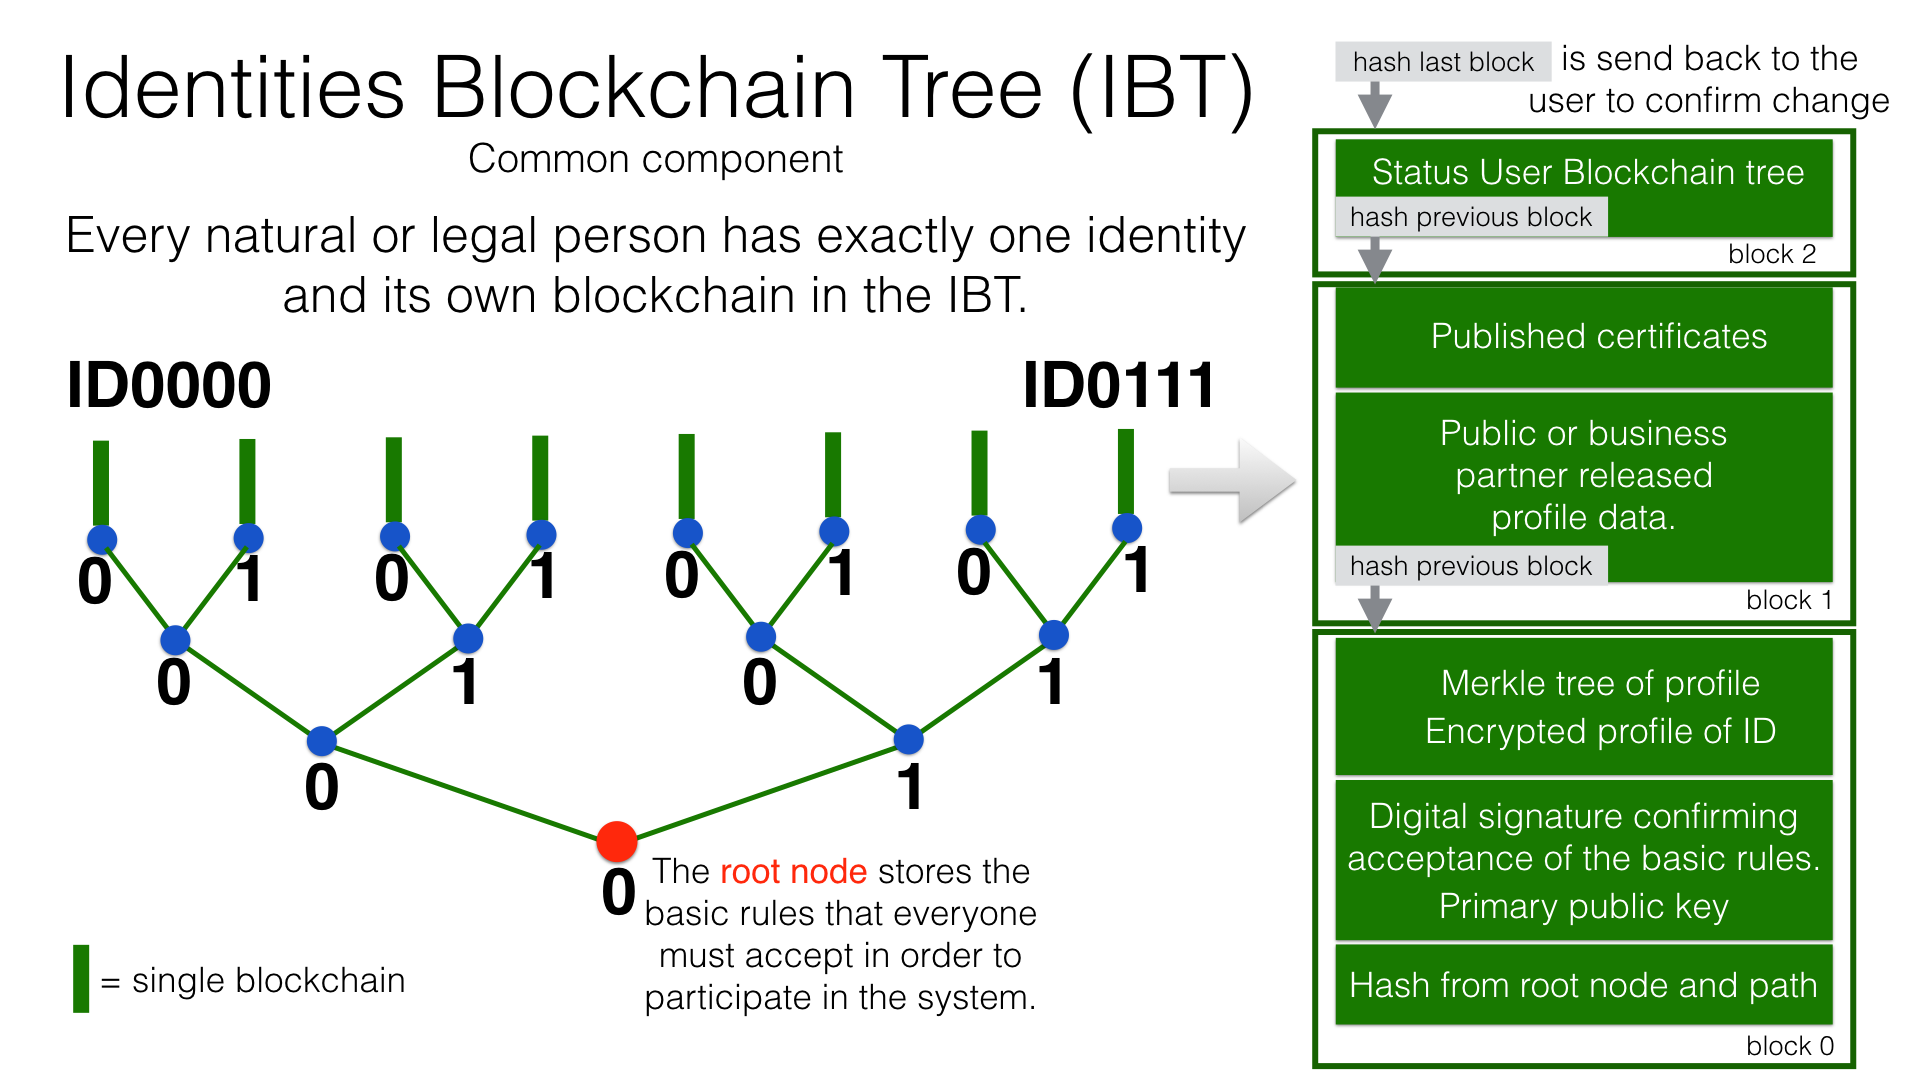 Identities Blockchain Tree (IBT)
Common component
Every natural or legal person has exactly one identity
and its own blockchain in the IBT.
ID0000
ID0111
0 1 0 1 0 1 0 1
0 1 0 1
0 1
0
The root node stores the
basic rules that everyone
must accept in order to
participate in the system.
= single blockchain
hash last block is send back to the
user to confirm change
Status User Blockchain tree
hash previous block
block 2
Published certificates
Public or business
partner released
profile data.
hash previous block
block 1
Merkle tree of profile
Encrypted profile of ID
Digital signature confirming
acceptance of the basic rules.
Primary public key
Hash from root node and path
block 0